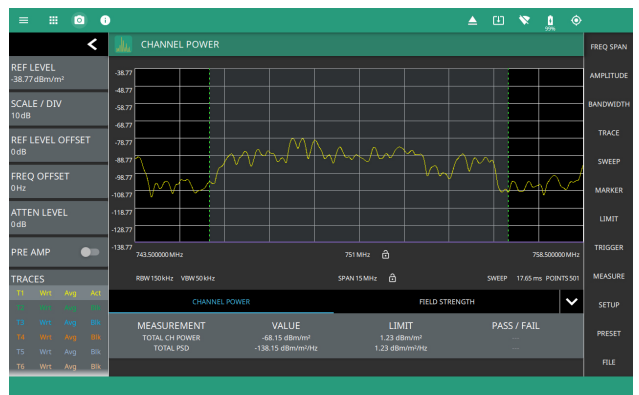 99%
CHANNEL POWER
FREQ SPAN
AMPLITUDE
BANDWIDTH
TRACE
SWEEP
MARKER
LIMIT
TRIGGER
MEASURE
SETUP
PRESET
FILE
REF LEVEL
-38.77 dBm/m²
SCALE / DIV
10 dB
REF LEVEL OFFSET
0 dB
FREQ OFFSET
0 Hz
ATTEN LEVEL
0 dB
PRE AMP
TRACES
T1 Wrt Avg Act
T2 Wrt Avg Blk
T3 Wrt Avg Blk
T4 Wrt Avg Blk
T5 Wrt Avg Blk
T6 Wrt Avg Blk
-38.77
-48.77
-58.77
-68.77
-78.77
-88.77
-98.77
-108.77
-118.77
-128.77
-138.77
743.500000 MHz 751 MHz 758.500000 MHz
RBW 150 kHz VBW 50 kHz SPAN 15 MHz SWEEP 17.65 ms POINTS 501
CHANNEL POWER FIELD STRENGTH
MEASUREMENT VALUE LIMIT PASS / FAIL
TOTAL CH POWER -68.15 dBm/m² 1.23 dBm/m² ---
TOTAL PSD -138.15 dBm/m²/Hz 1.23 dBm/m²/Hz ---